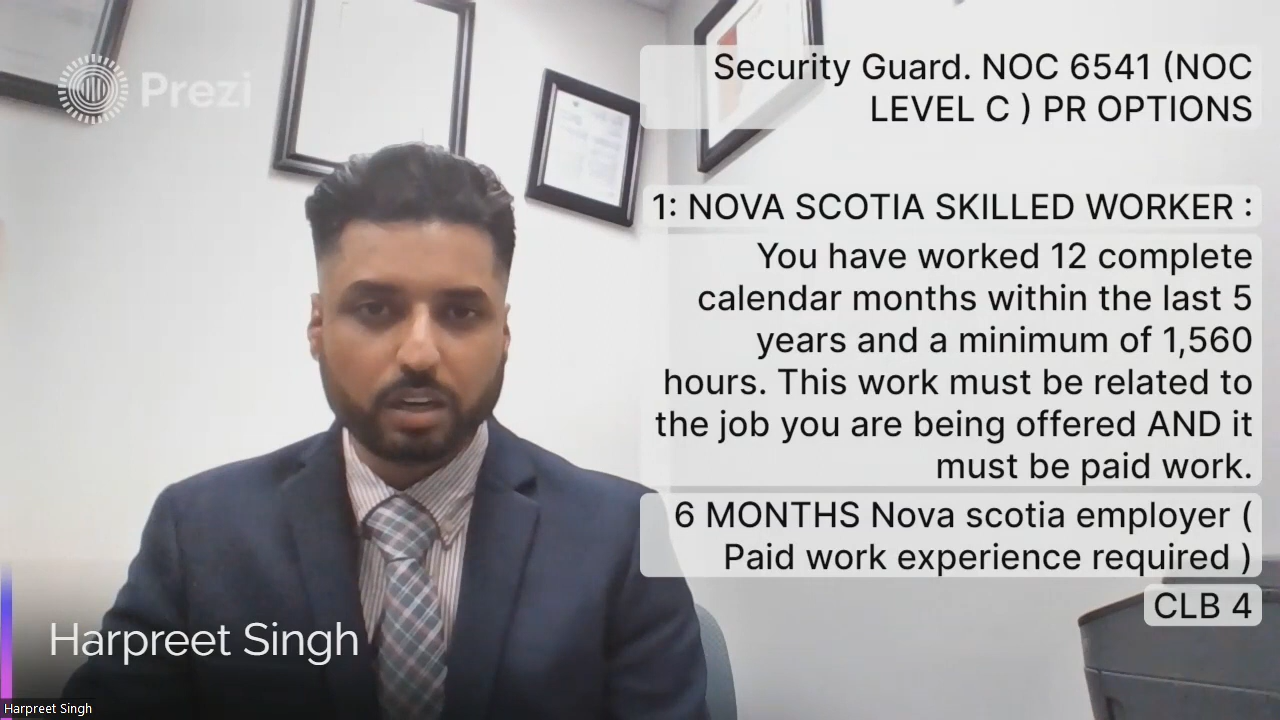 Prezi
Security Guard. NOC 6541 (NOC
LEVEL C ) PR OPTIONS
1: NOVA SCOTIA SKILLED WORKER :
You have worked 12 complete
calendar months within the last 5
years and a minimum of 1,560
hours. This work must be related to
the job you are being offered AND it
must be paid work.
6 MONTHS Nova scotia employer (
Paid work experience required )
CLB 4
Harpreet Singh
Harpreet Singh